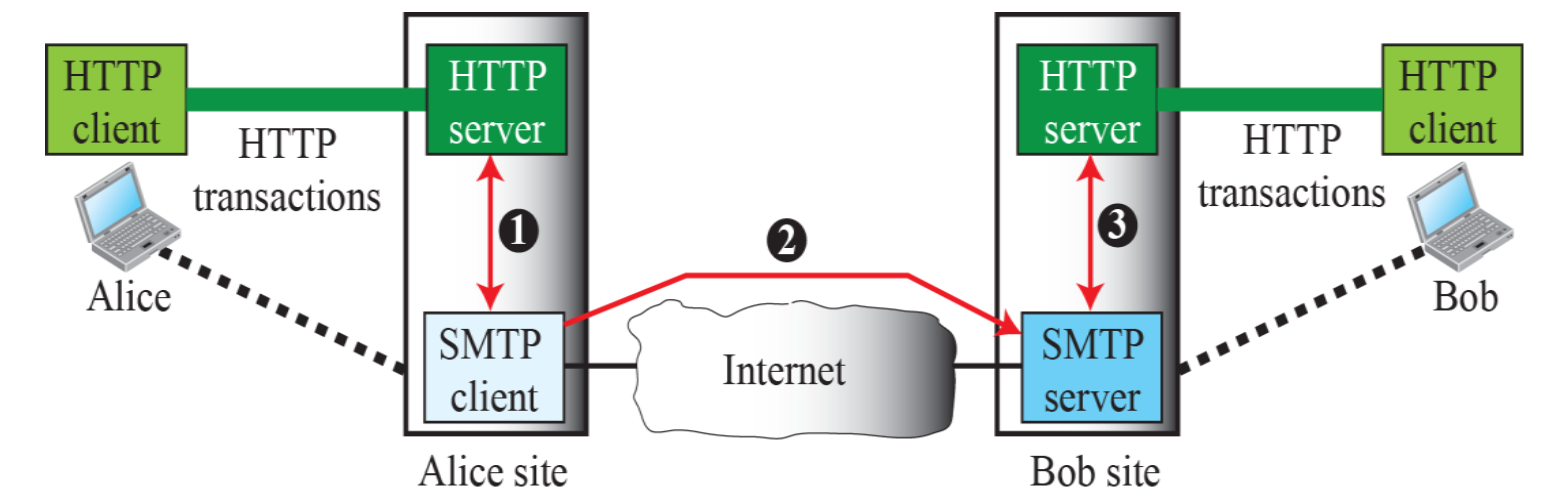 HTTP
client
HTTP
transactions
Alice
HTTP
server
1
SMTP
client
Alice site
2
Internet
HTTP
server
3
SMTP
server
Bob site
HTTP
transactions
HTTP
client
Bob